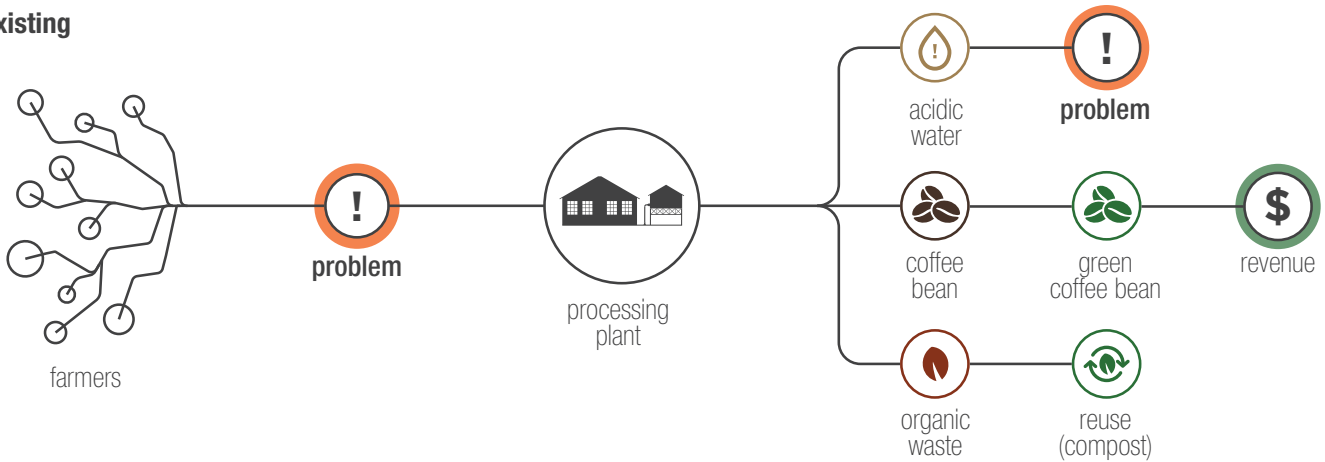 xisting
farmers
problem
processing
plant
!
acidic
water
!
problem
coffee
bean
green
coffee bean
$
revenue
organic
waste
reuse
(compost)
!